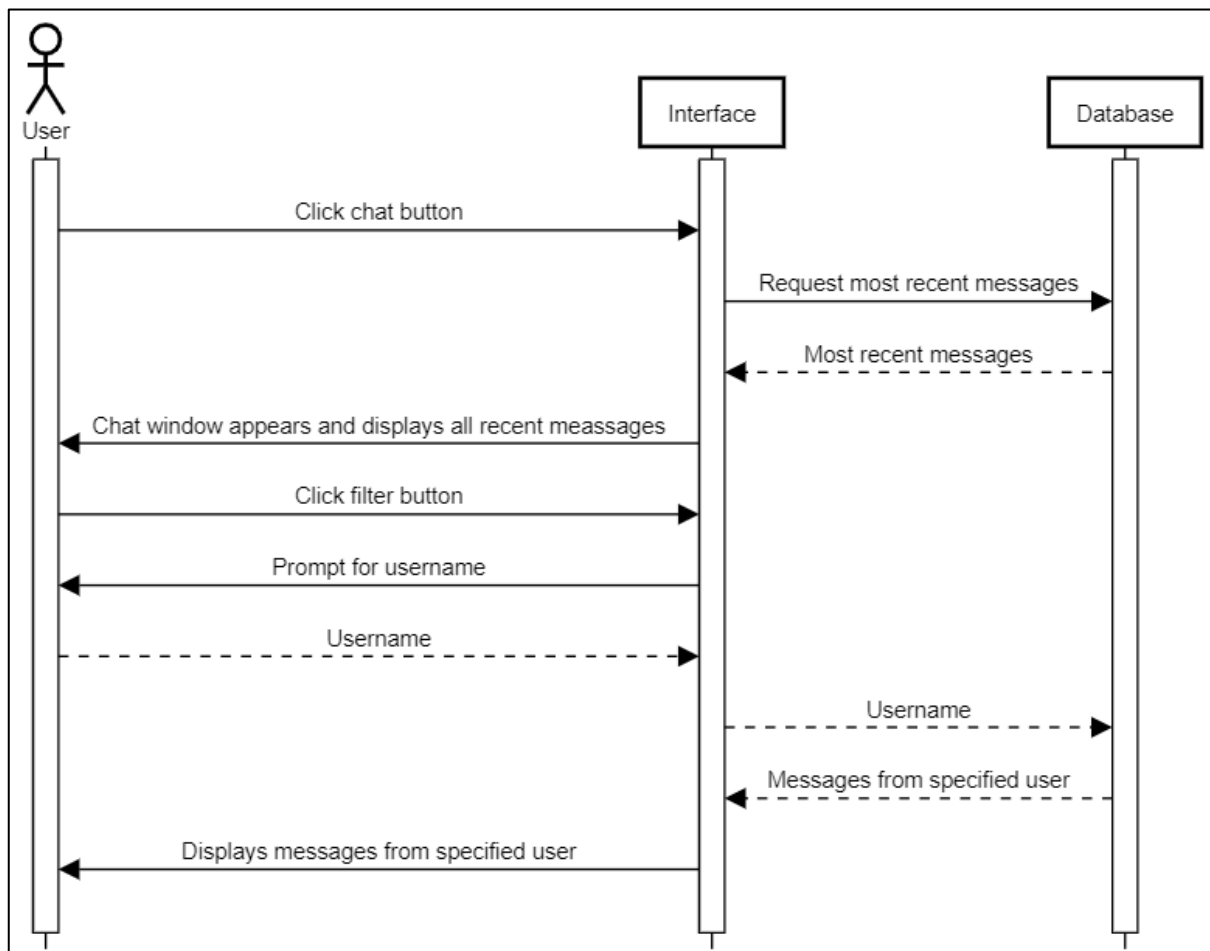 User
Interface
Database
Click chat button
Request most recent messages
Most recent messages
Chat window appears and displays all recent meassages
Click filter button
Prompt for username
Username
Username
Messages from specified user
Displays messages from specified user